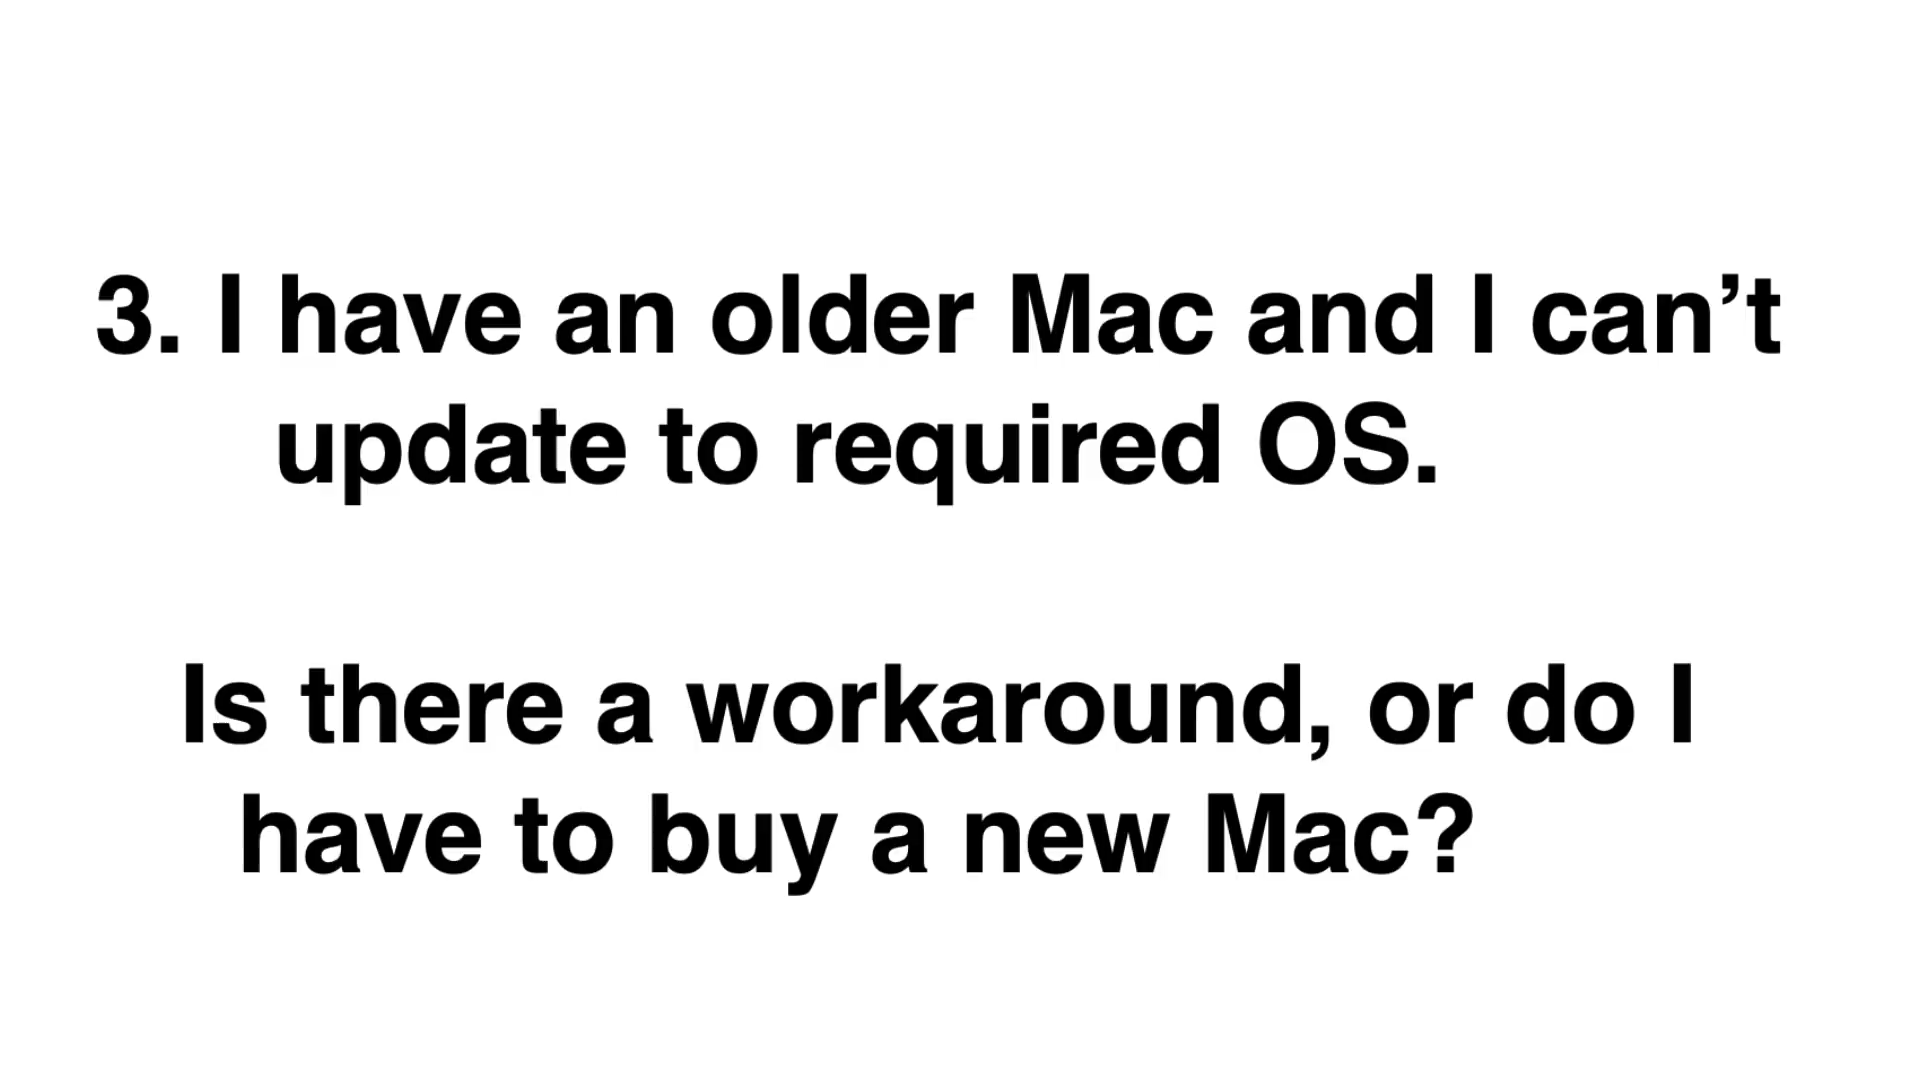 3. I have an older Mac and I can’t
update to required OS.
Is there a workaround, or do I
have to buy a new Mac?